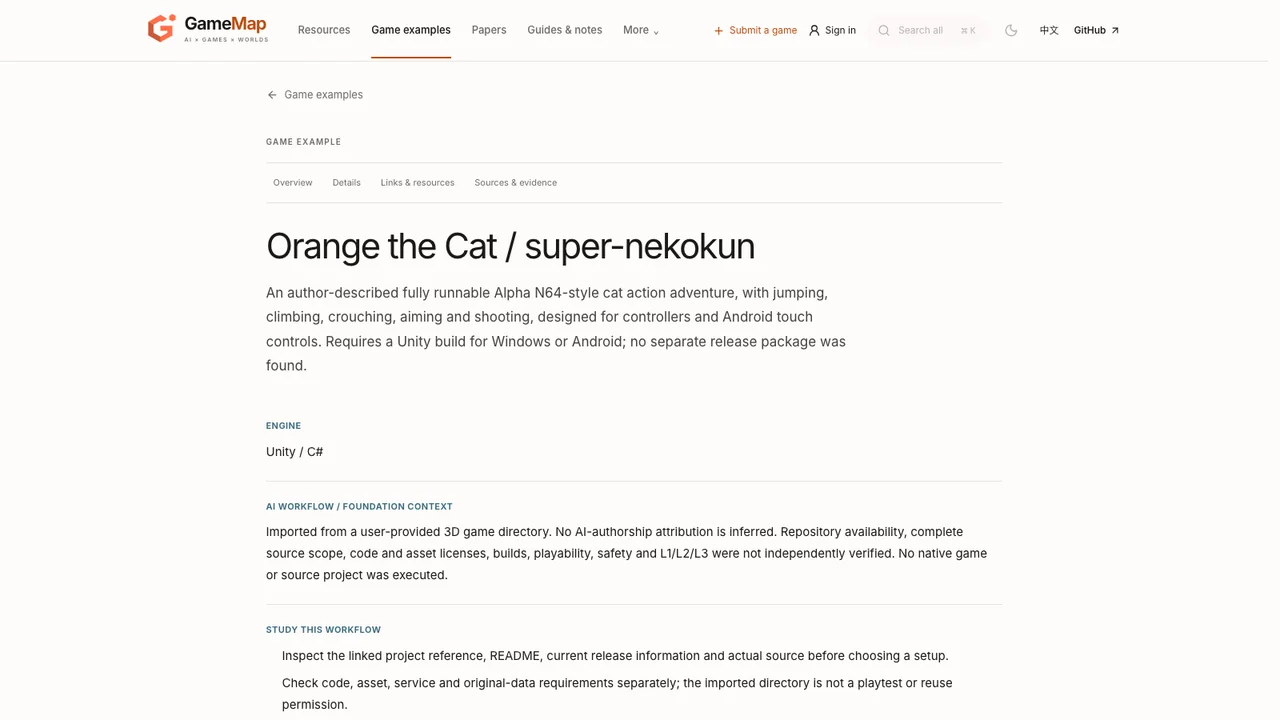 GameMap
AI × GAMES × WORLDS
Resources
Game examples
Papers
Guides & notes
More
+ Submit a game
Sign in
Search all
⌘ K
中文
GitHub ↗
← Game examples
GAME EXAMPLE
Overview
Details
Links & resources
Sources & evidence
Orange the Cat / super-nekokun
An author-described fully runnable Alpha N64-style cat action adventure, with jumping,
climbing, crouching, aiming and shooting, designed for controllers and Android touch
controls. Requires a Unity build for Windows or Android; no separate release package was
found.
ENGINE
Unity / C#
AI WORKFLOW / FOUNDATION CONTEXT
Imported from a user-provided 3D game directory. No AI-authorship attribution is inferred. Repository availability, complete
source scope, code and asset licenses, builds, playability, safety and L1/L2/L3 were not independently verified. No native game
or source project was executed.
STUDY THIS WORKFLOW
Inspect the linked project reference, README, current release information and actual source before choosing a setup.
Check code, asset, service and original-data requirements separately; the imported directory is not a playtest or reuse
permission.